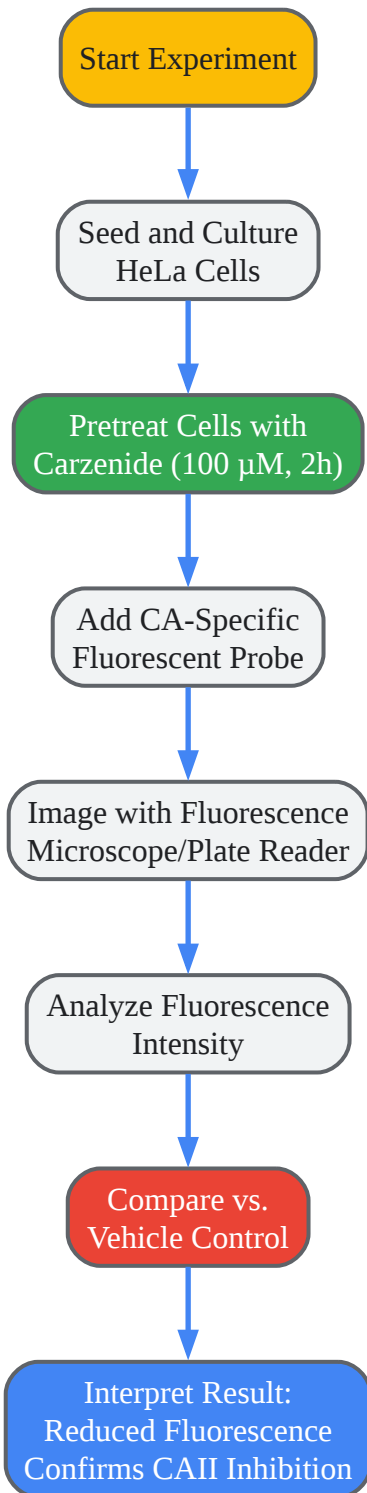 Start Experiment
Seed and Culture
HeLa Cells
Pretreat Cells with
Carzenide (100 µM, 2h)
Add CA-Specific
Fluorescent Probe
Image with Fluorescence
Microscope/Plate Reader
Analyze Fluorescence
Intensity
Compare vs.
Vehicle Control
Interpret Result:
Reduced Fluorescence
Confirms CAII Inhibition